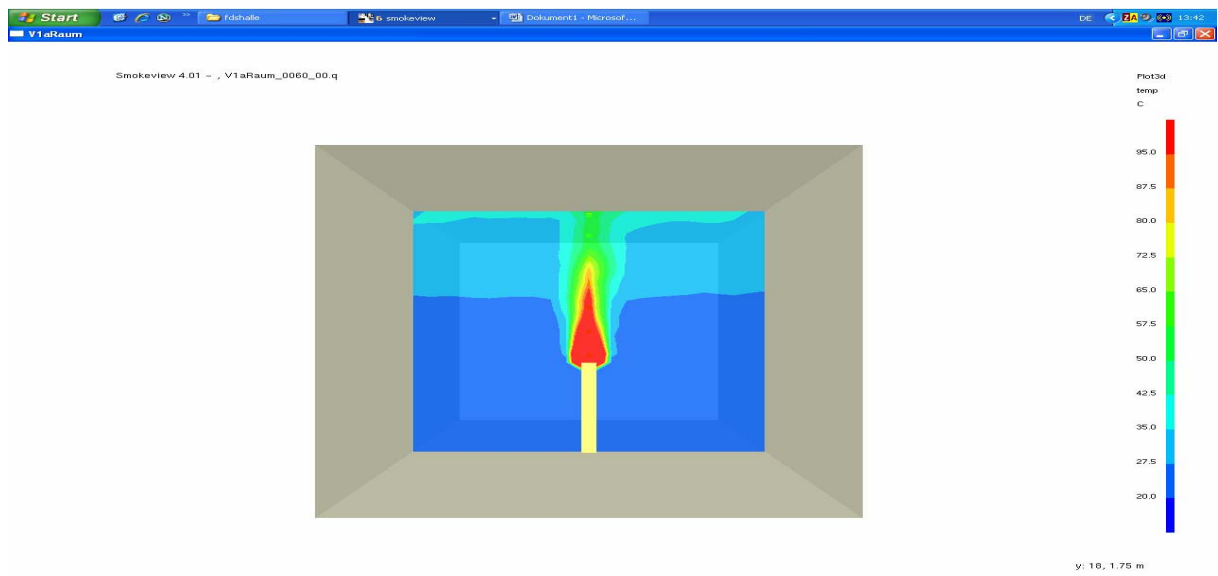 Start fdshalle 6 smokeview Dokument1 - Microsof... DE ZA 13:42
V1aRaum
Smokeview 4.01 - , V1aRaum_0060_00.q
Plot3d
temp
C
95.0
87.5
80.0
72.5
65.0
57.5
50.0
42.5
35.0
27.5
20.0
y: 18, 1.75 m